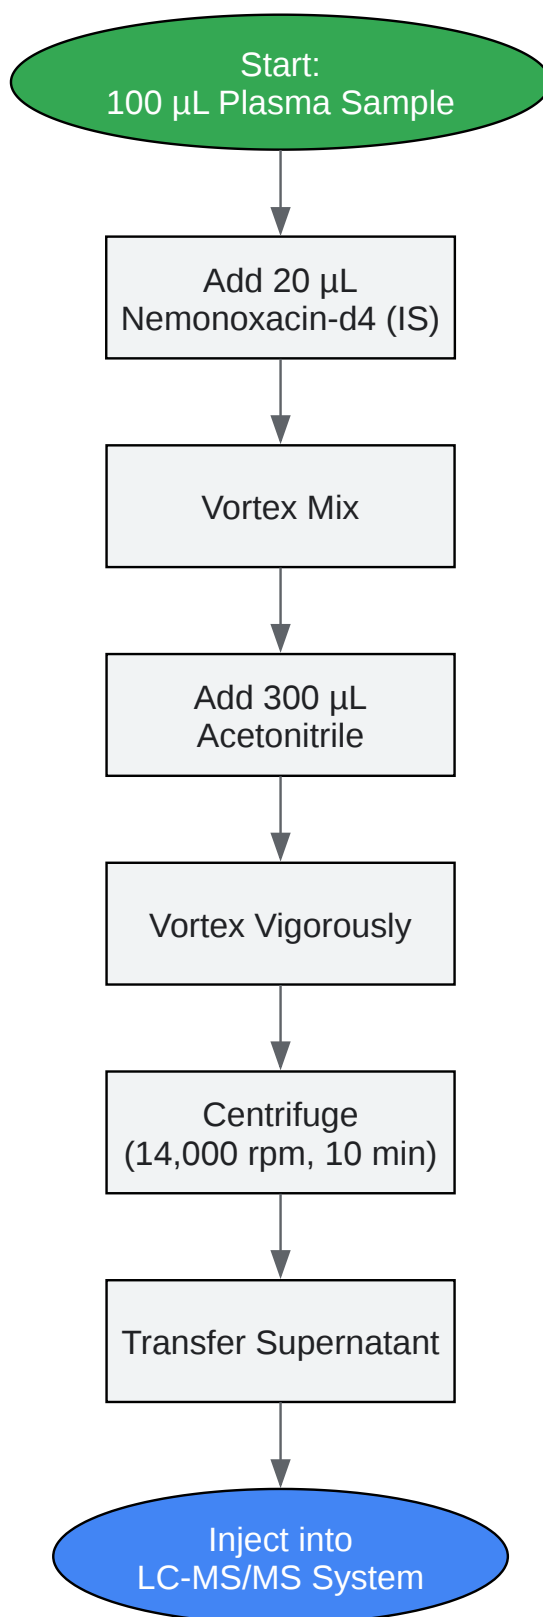 Start:
100 µL Plasma Sample
Add 20 µL
Nemonoxacin-d4 (IS)
Vortex Mix
Add 300 µL
Acetonitrile
Vortex Vigorously
Centrifuge
(14,000 rpm, 10 min)
Transfer Supernatant
Inject into
LC-MS/MS System